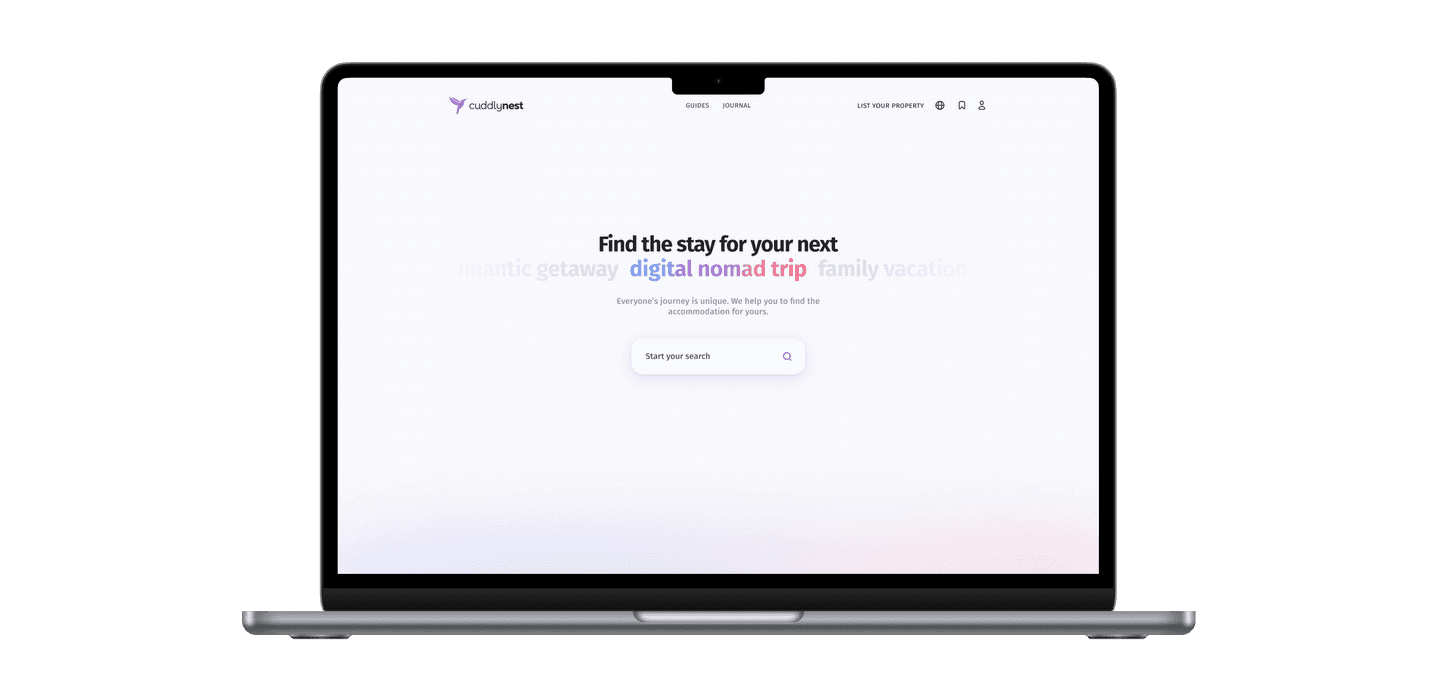 cuddlynest
GUIDES JOURNAL
LIST YOUR PROPERTY
Find the stay for your next
omantic getaway digital nomad trip family vacation
Everyone's journey is unique. We help you to find the
accommodation for yours.
Start your search